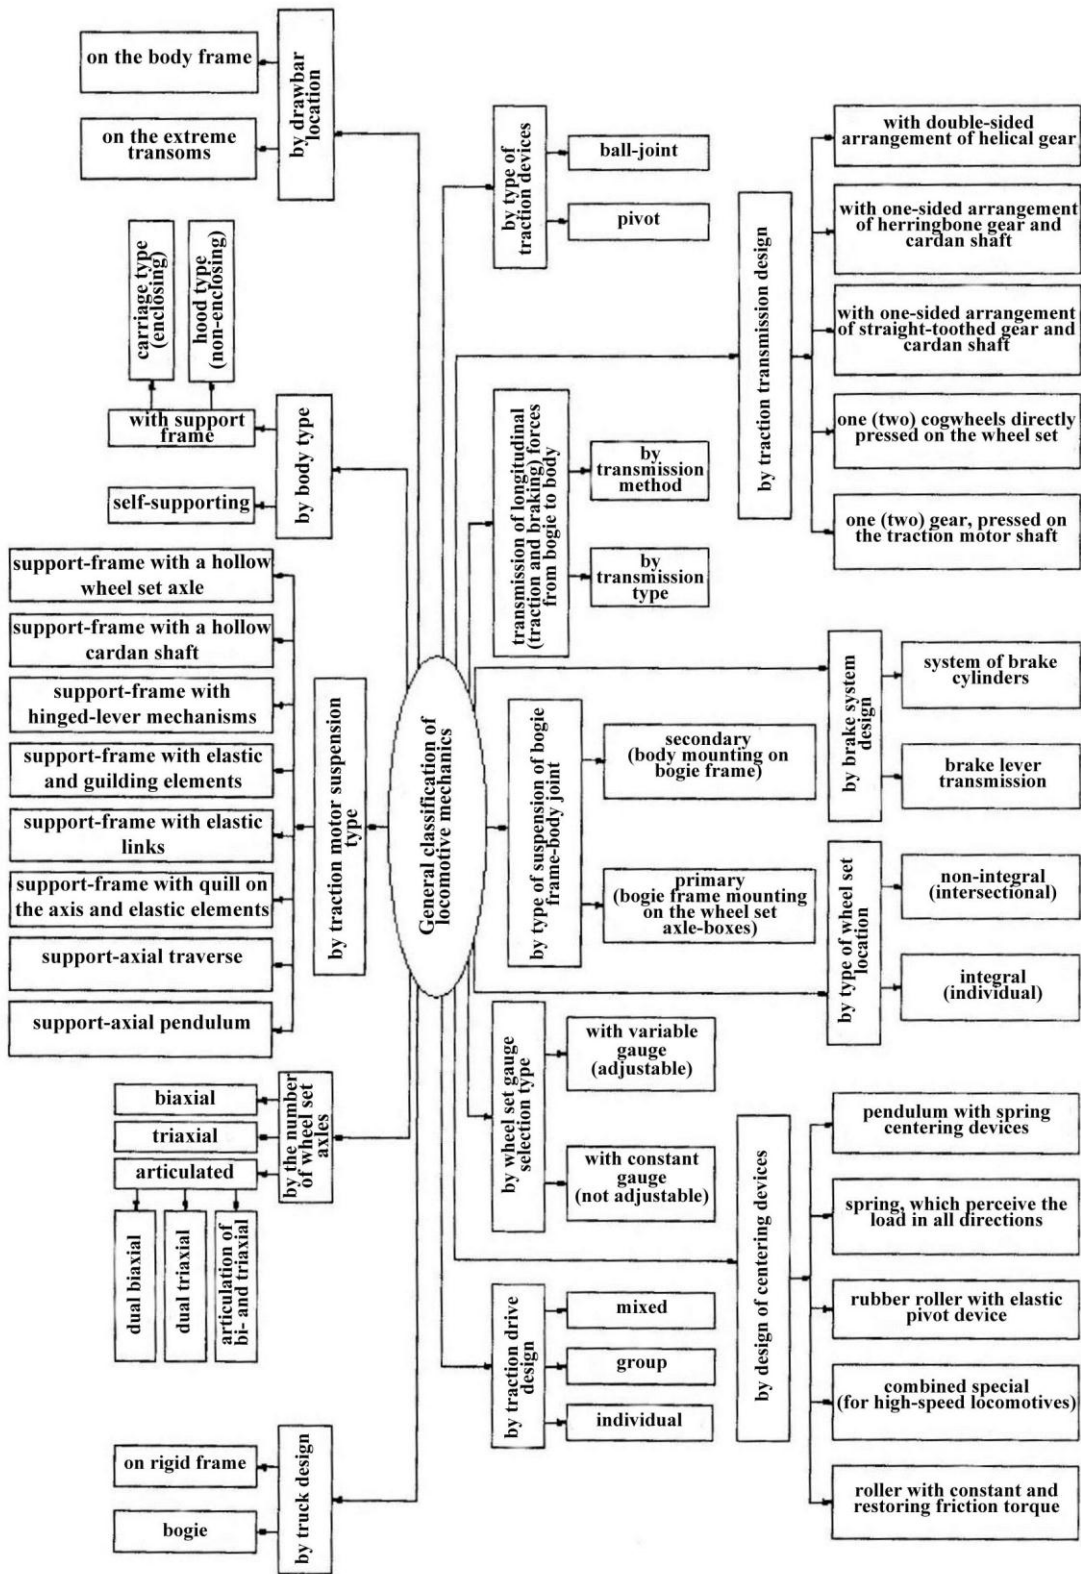 on the body frame
on the extreme
transoms
by drawbar
location
carriage type
(enclosing)
hood type
(non-enclosing)
with support
frame
self-supporting
by body type
support-frame with a hollow
wheel set axle
support-frame with a hollow
cardan shaft
support-frame with
hinged-lever mechanisms
support-frame with elastic
and guilding elements
support-frame with elastic
links
support-frame with quill on
the axis and elastic elements
support-axial traverse
support-axial pendulum
by traction motor suspension
type
biaxial
triaxial
articulated
by the number
of wheel set
axles
dual biaxial
dual triaxial
articulation of
bi- and triaxial
on rigid frame
bogie
by truck design
General classification of
locomotive mechanics
by type of
traction devices
ball-joint
pivot
transmission of longitudinal
(traction and braking) forces
from bogie to body
by
transmission
method
by
transmission
type
by type of suspension of bogie
frame-body joint
secondary
(body mounting on
bogie frame)
primary
(bogie frame mounting
on the wheel set
axle-boxes)
by wheel set gauge
selection type
with variable
gauge
(adjustable)
with constant
gauge
(not adjustable)
by traction drive
design
mixed
group
individual
by traction transmission design
with double-sided
arrangement of helical gear
with one-sided arrangement
of herringbone gear and
cardan shaft
with one-sided arrangement
of straight-toothed gear and
cardan shaft
one (two) cogwheels directly
pressed on the wheel set
one (two) gear, pressed on
the traction motor shaft
by brake system
design
system of brake
cylinders
brake lever
transmission
by type of wheel set
location
non-integral
(intersectional)
integral
(individual)
by design of centering devices
pendulum with spring
centering devices
spring, which perceive the
load in all directions
rubber roller with elastic
pivot device
combined special
(for high-speed locomotives)
roller with constant and
restoring friction torque